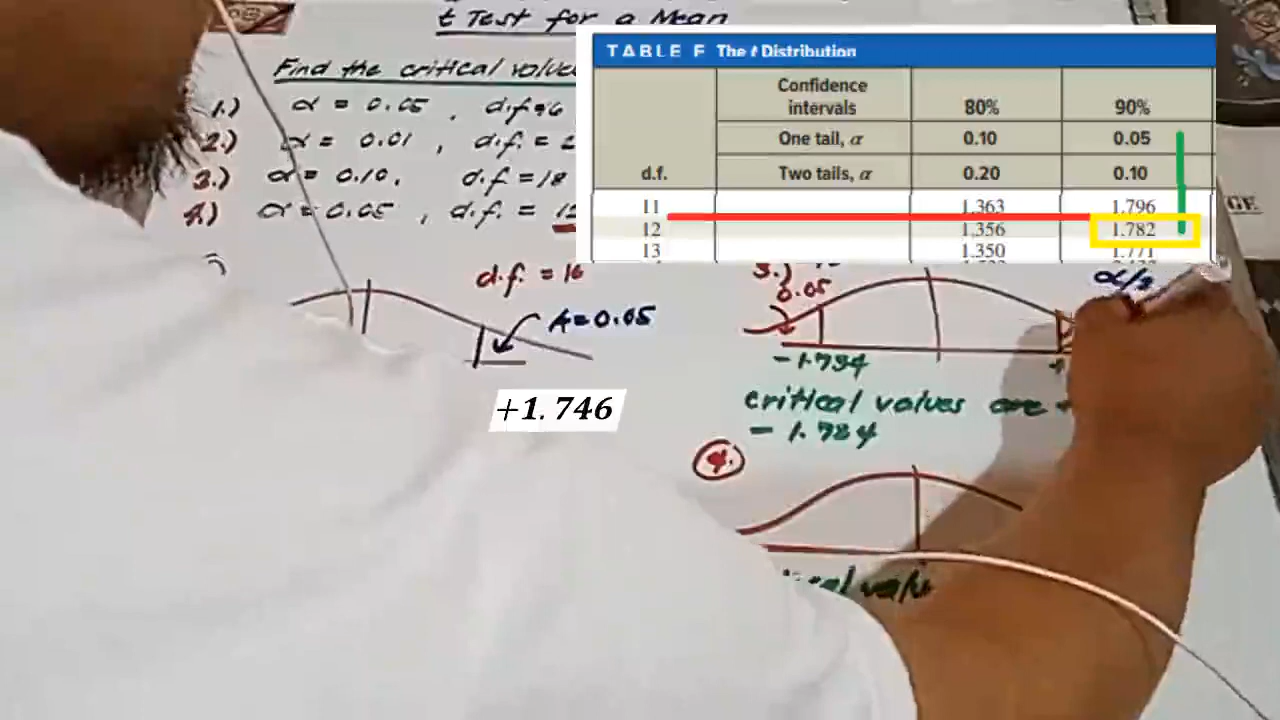 t Test for a Mean
Find the critical values
1.) α = 0.05 , d.f = 6
2.) α = 0.01 , d.f. = 2
3.) α = 0.10, d.f = 18
4.) α = 0.05 , d.f. = 12
TABLE F The t Distribution
Confidence intervals 80% 90%
One tail, α 0.10 0.05
d.f. Two tails, α 0.20 0.10
11 1.363 1.796
12 1.356 1.782
13 1.350 1.771
d.f. = 16
A = 0.05
+1.746
3.)
0.05
α/2
-1.734
+
critical values are +
- 1.734
4.